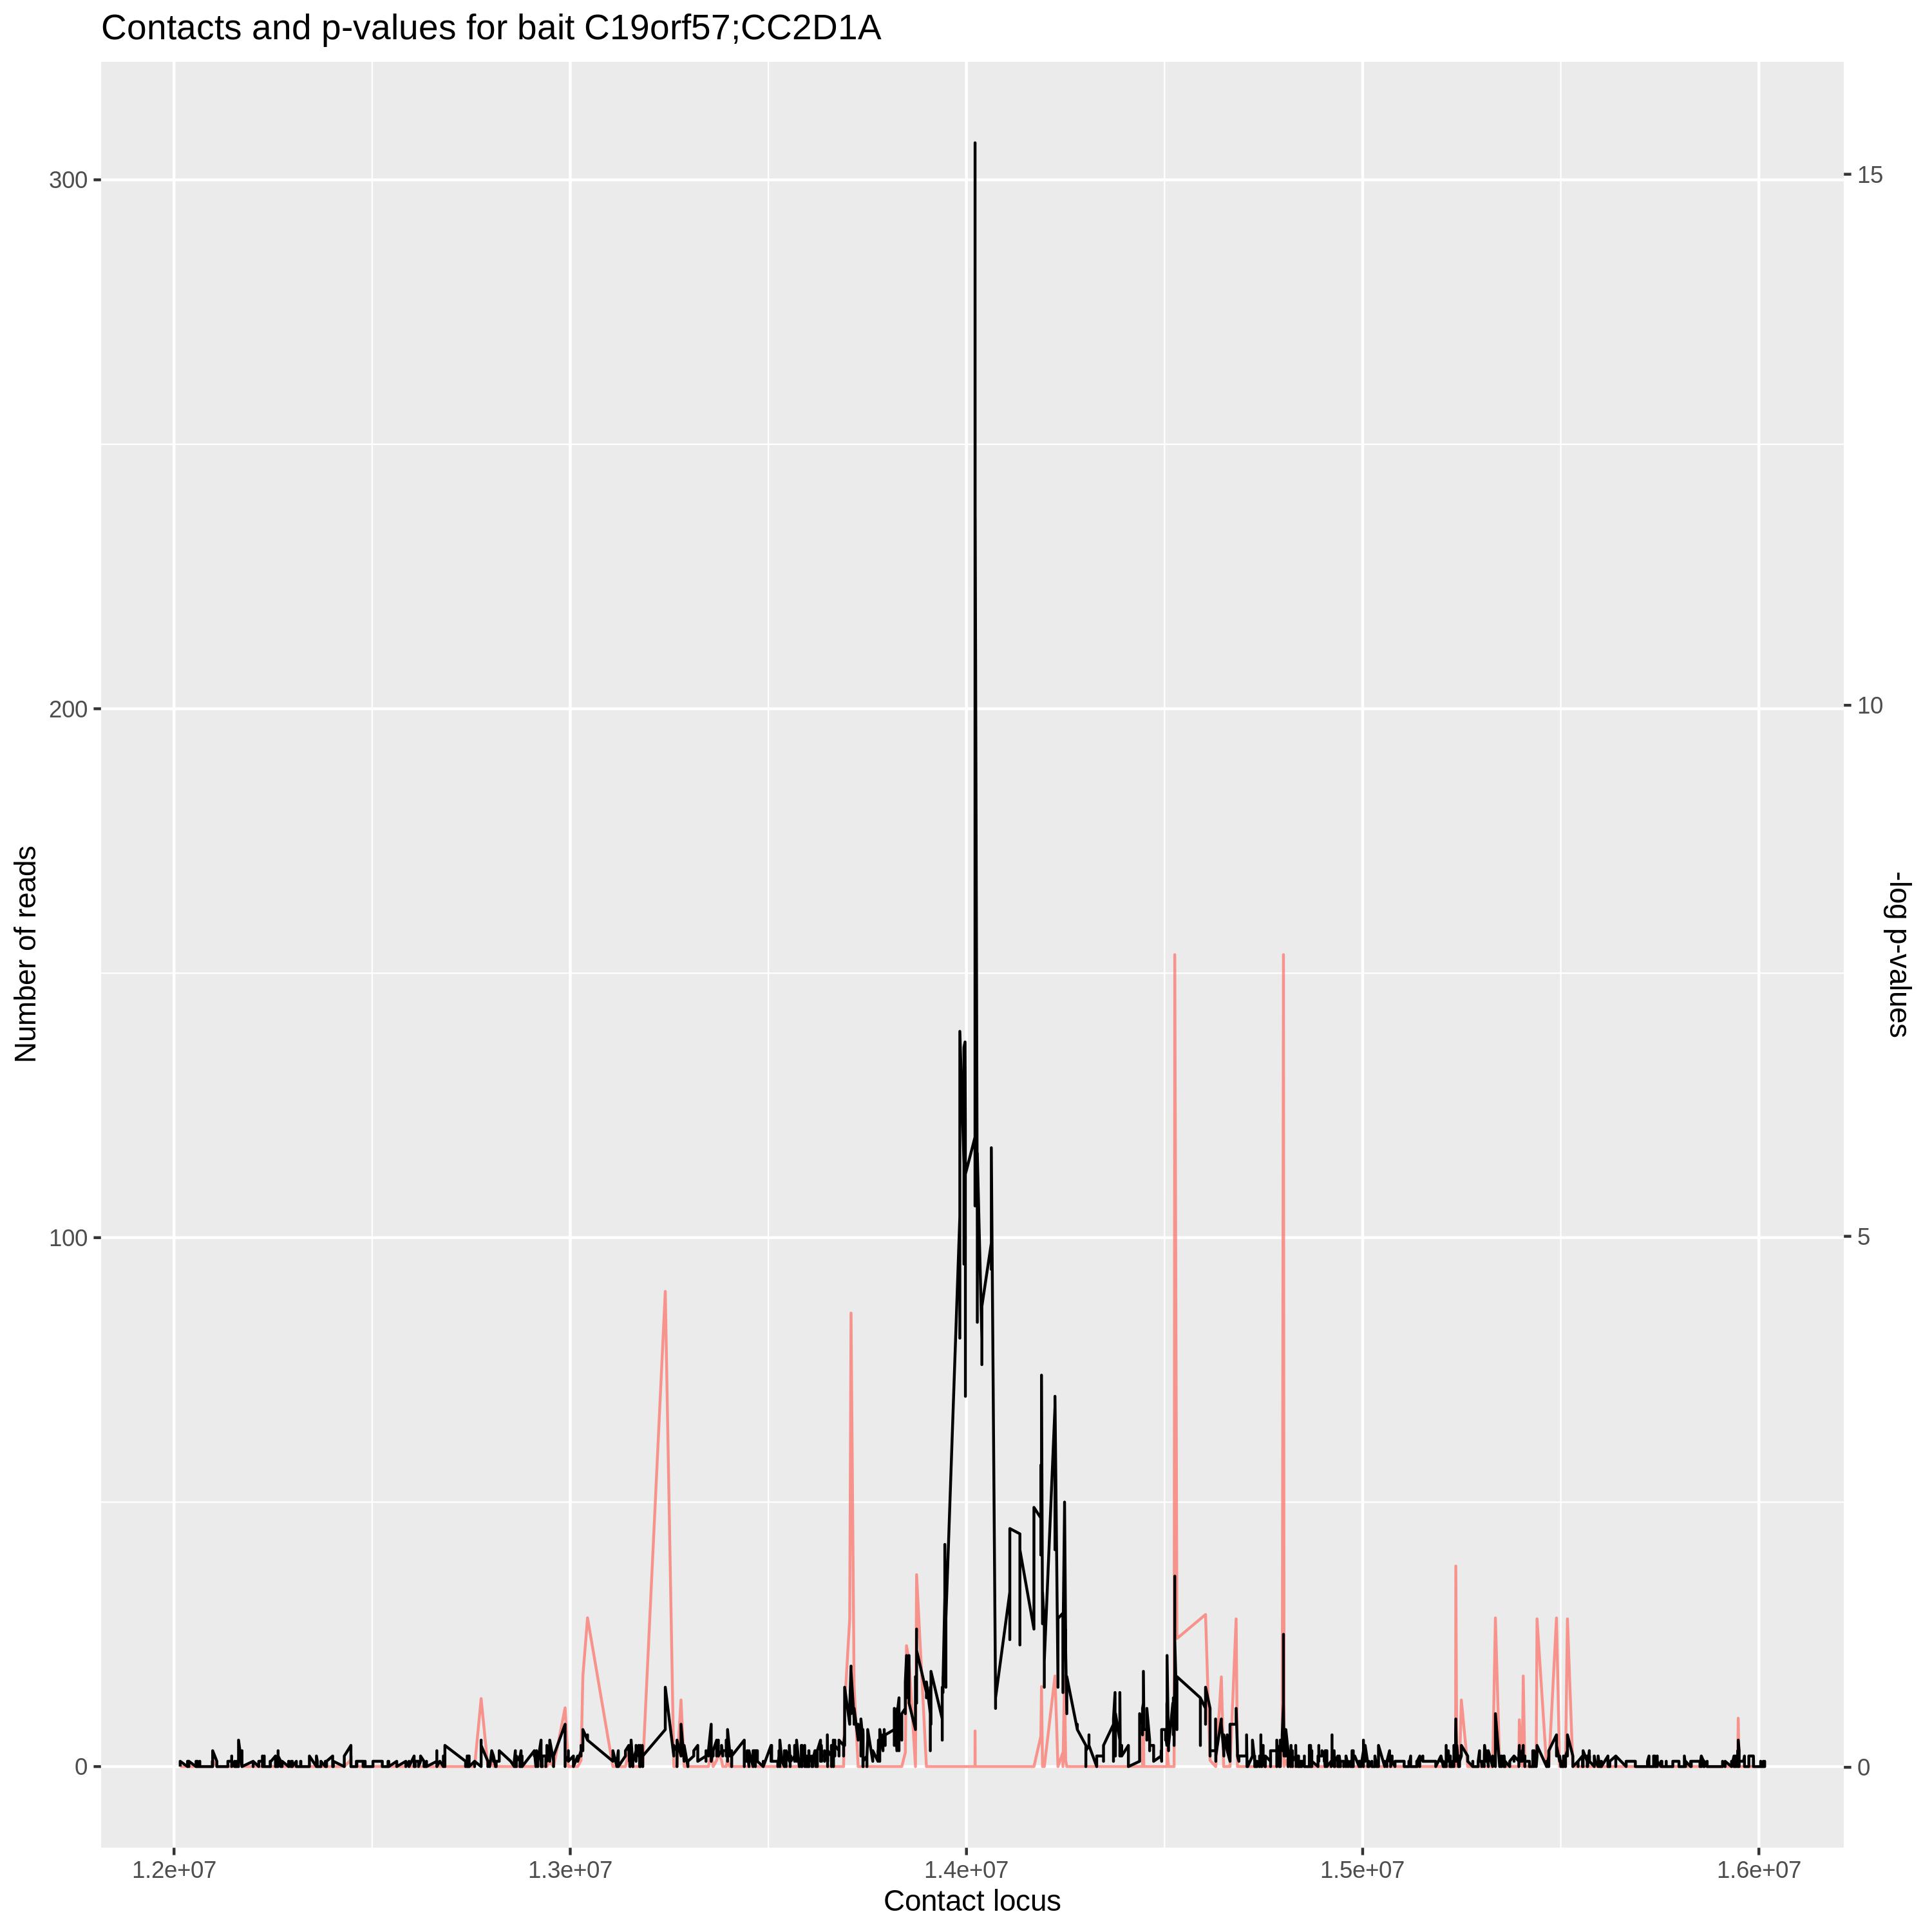 Contacts and p-values for bait C19orf57;CC2D1A
Number of reads
300
200
100
0
15
10
5
0
-log p-values
1.2e+07
1.3e+07
1.4e+07
1.5e+07
1.6e+07
Contact locus